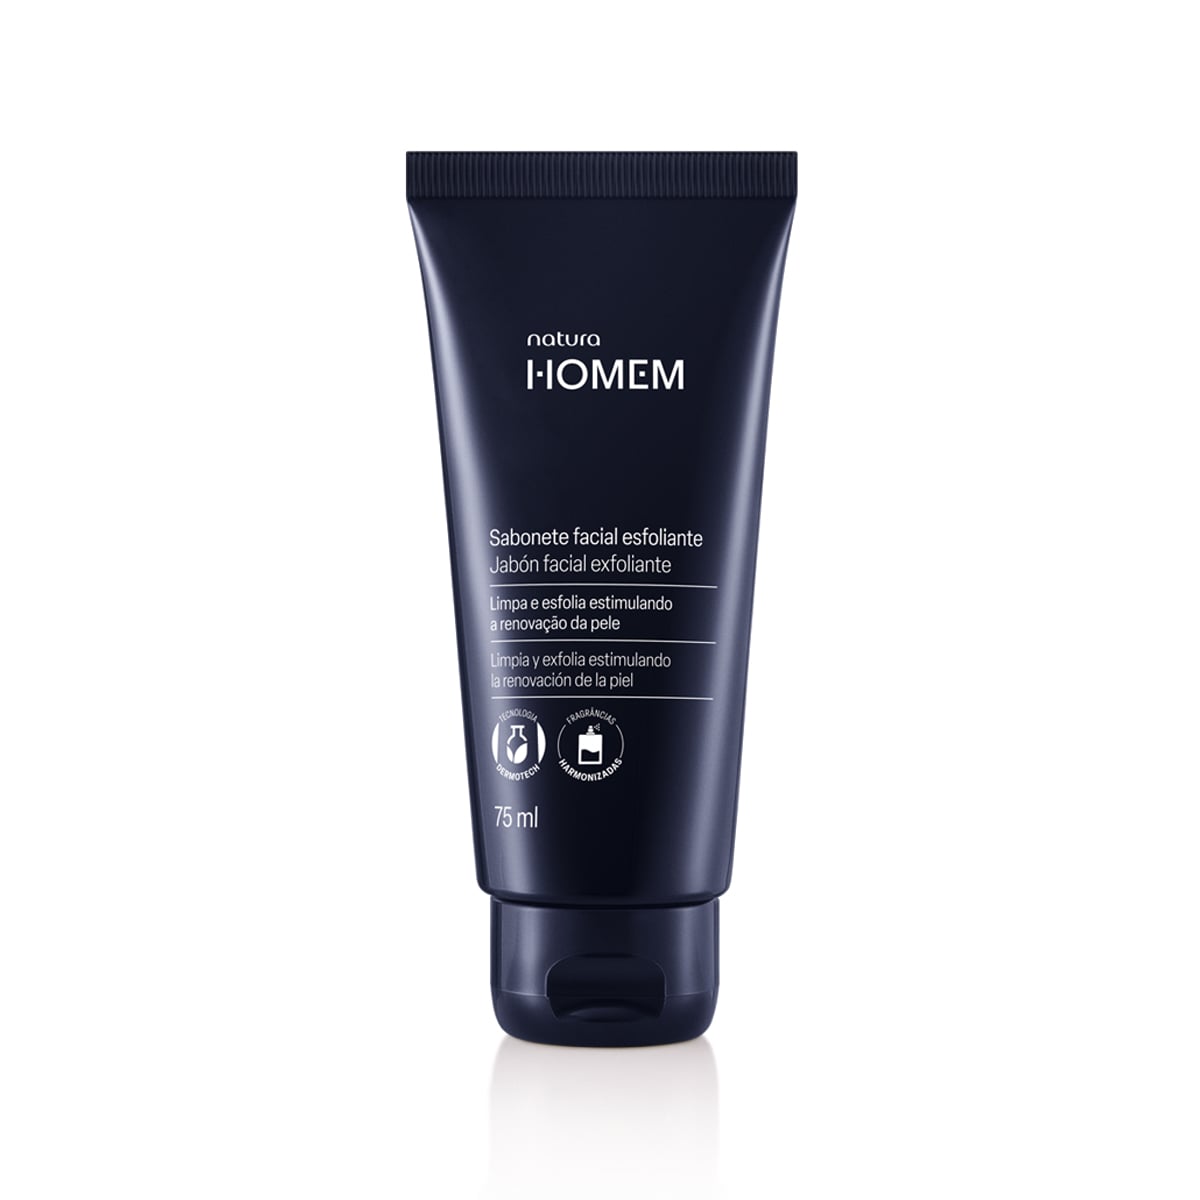 natura
HOMEM
Sabonete facial esfoliante
Jabón facial exfoliante
Limpa e esfolia estimulando
a renovação da pele
Limpia y exfolia estimulando
la renovación de la piel
TECNOLOGIA
DERMOTECH
FRAGRÂNCIAS
HARMONIZADAS
75 ml